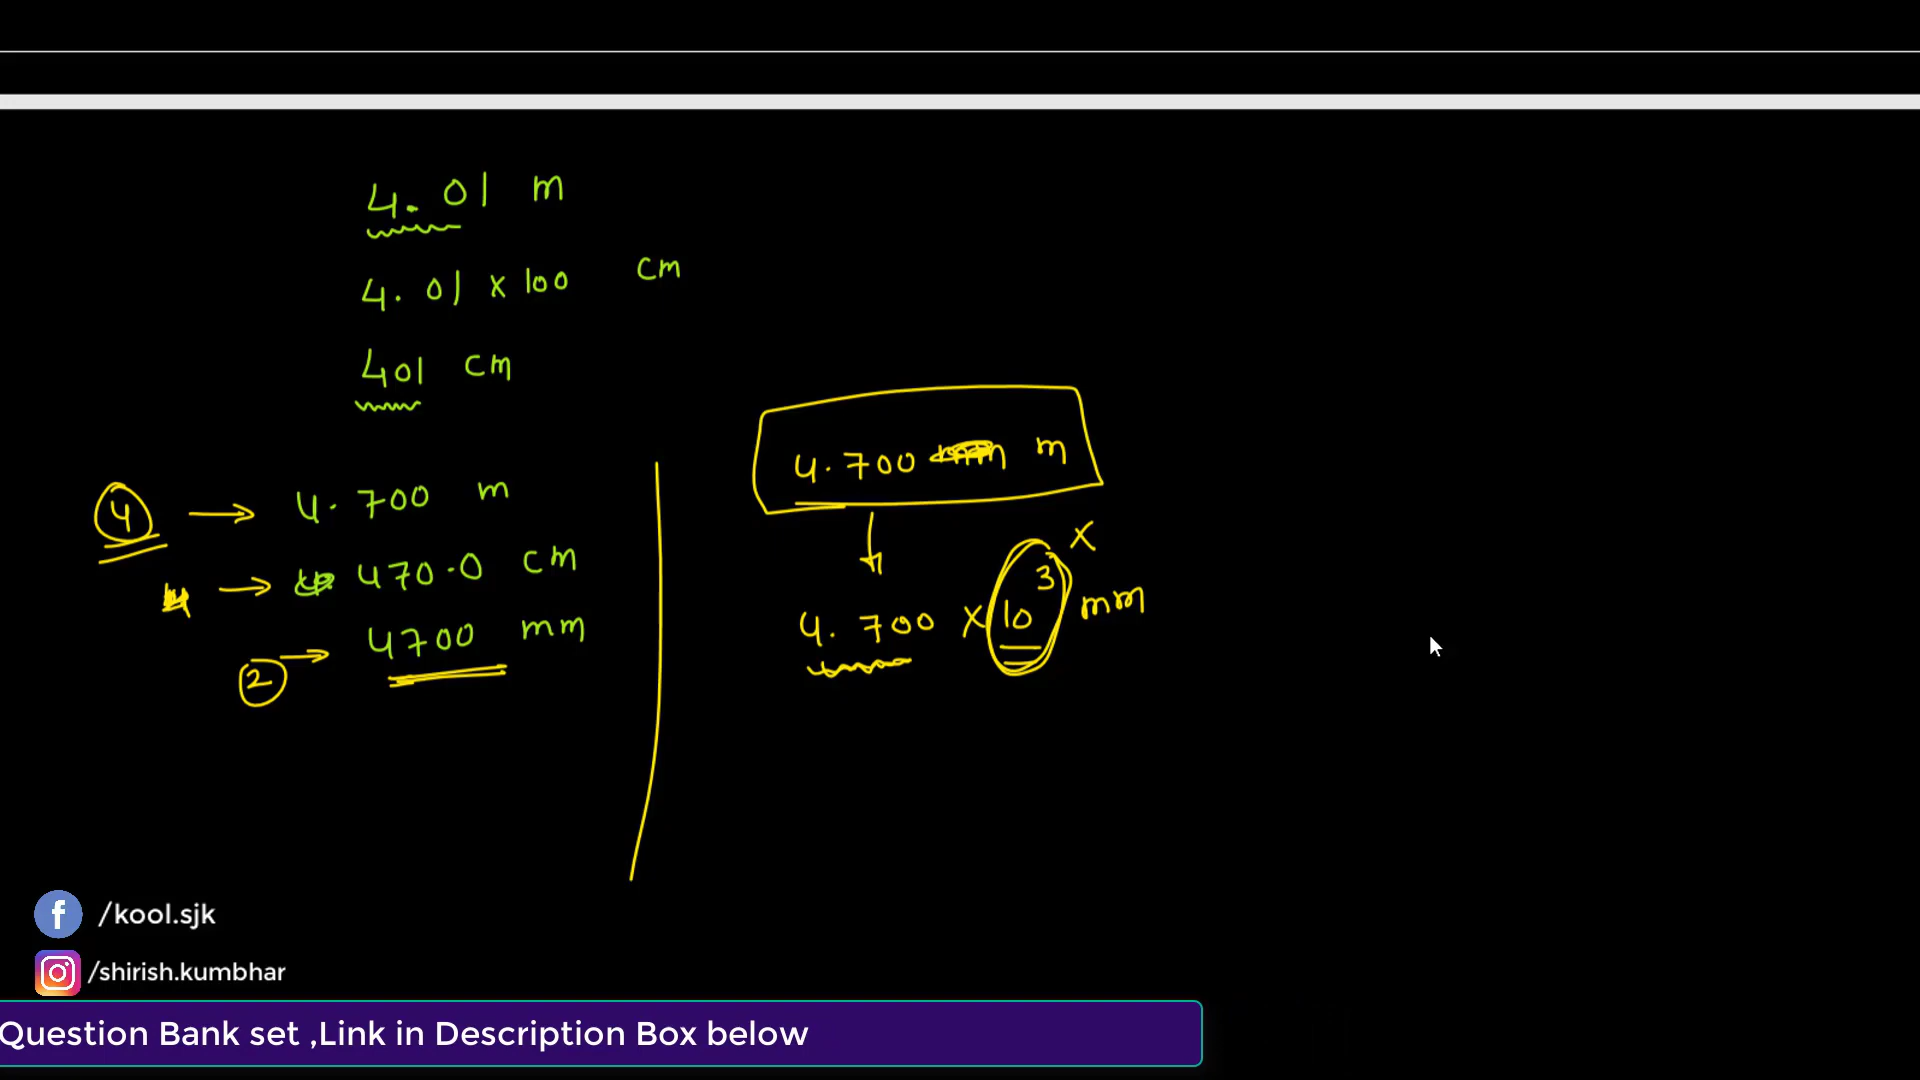 4.01 m
4.01 x 100 cm
401 cm
4 → 4.700 m
→ 470.0 cm
2 → 4700 mm
4.700 m
4.700 x 10³ mm
x
/kool.sjk
/shirish.kumbhar
Question Bank set ,Link in Description Box below